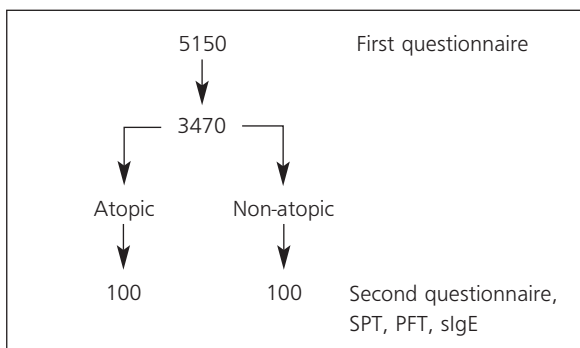 5150 First questionnaire
3470
Atopic Non-atopic
100 100 Second questionnaire,
SPT, PFT, sIgE